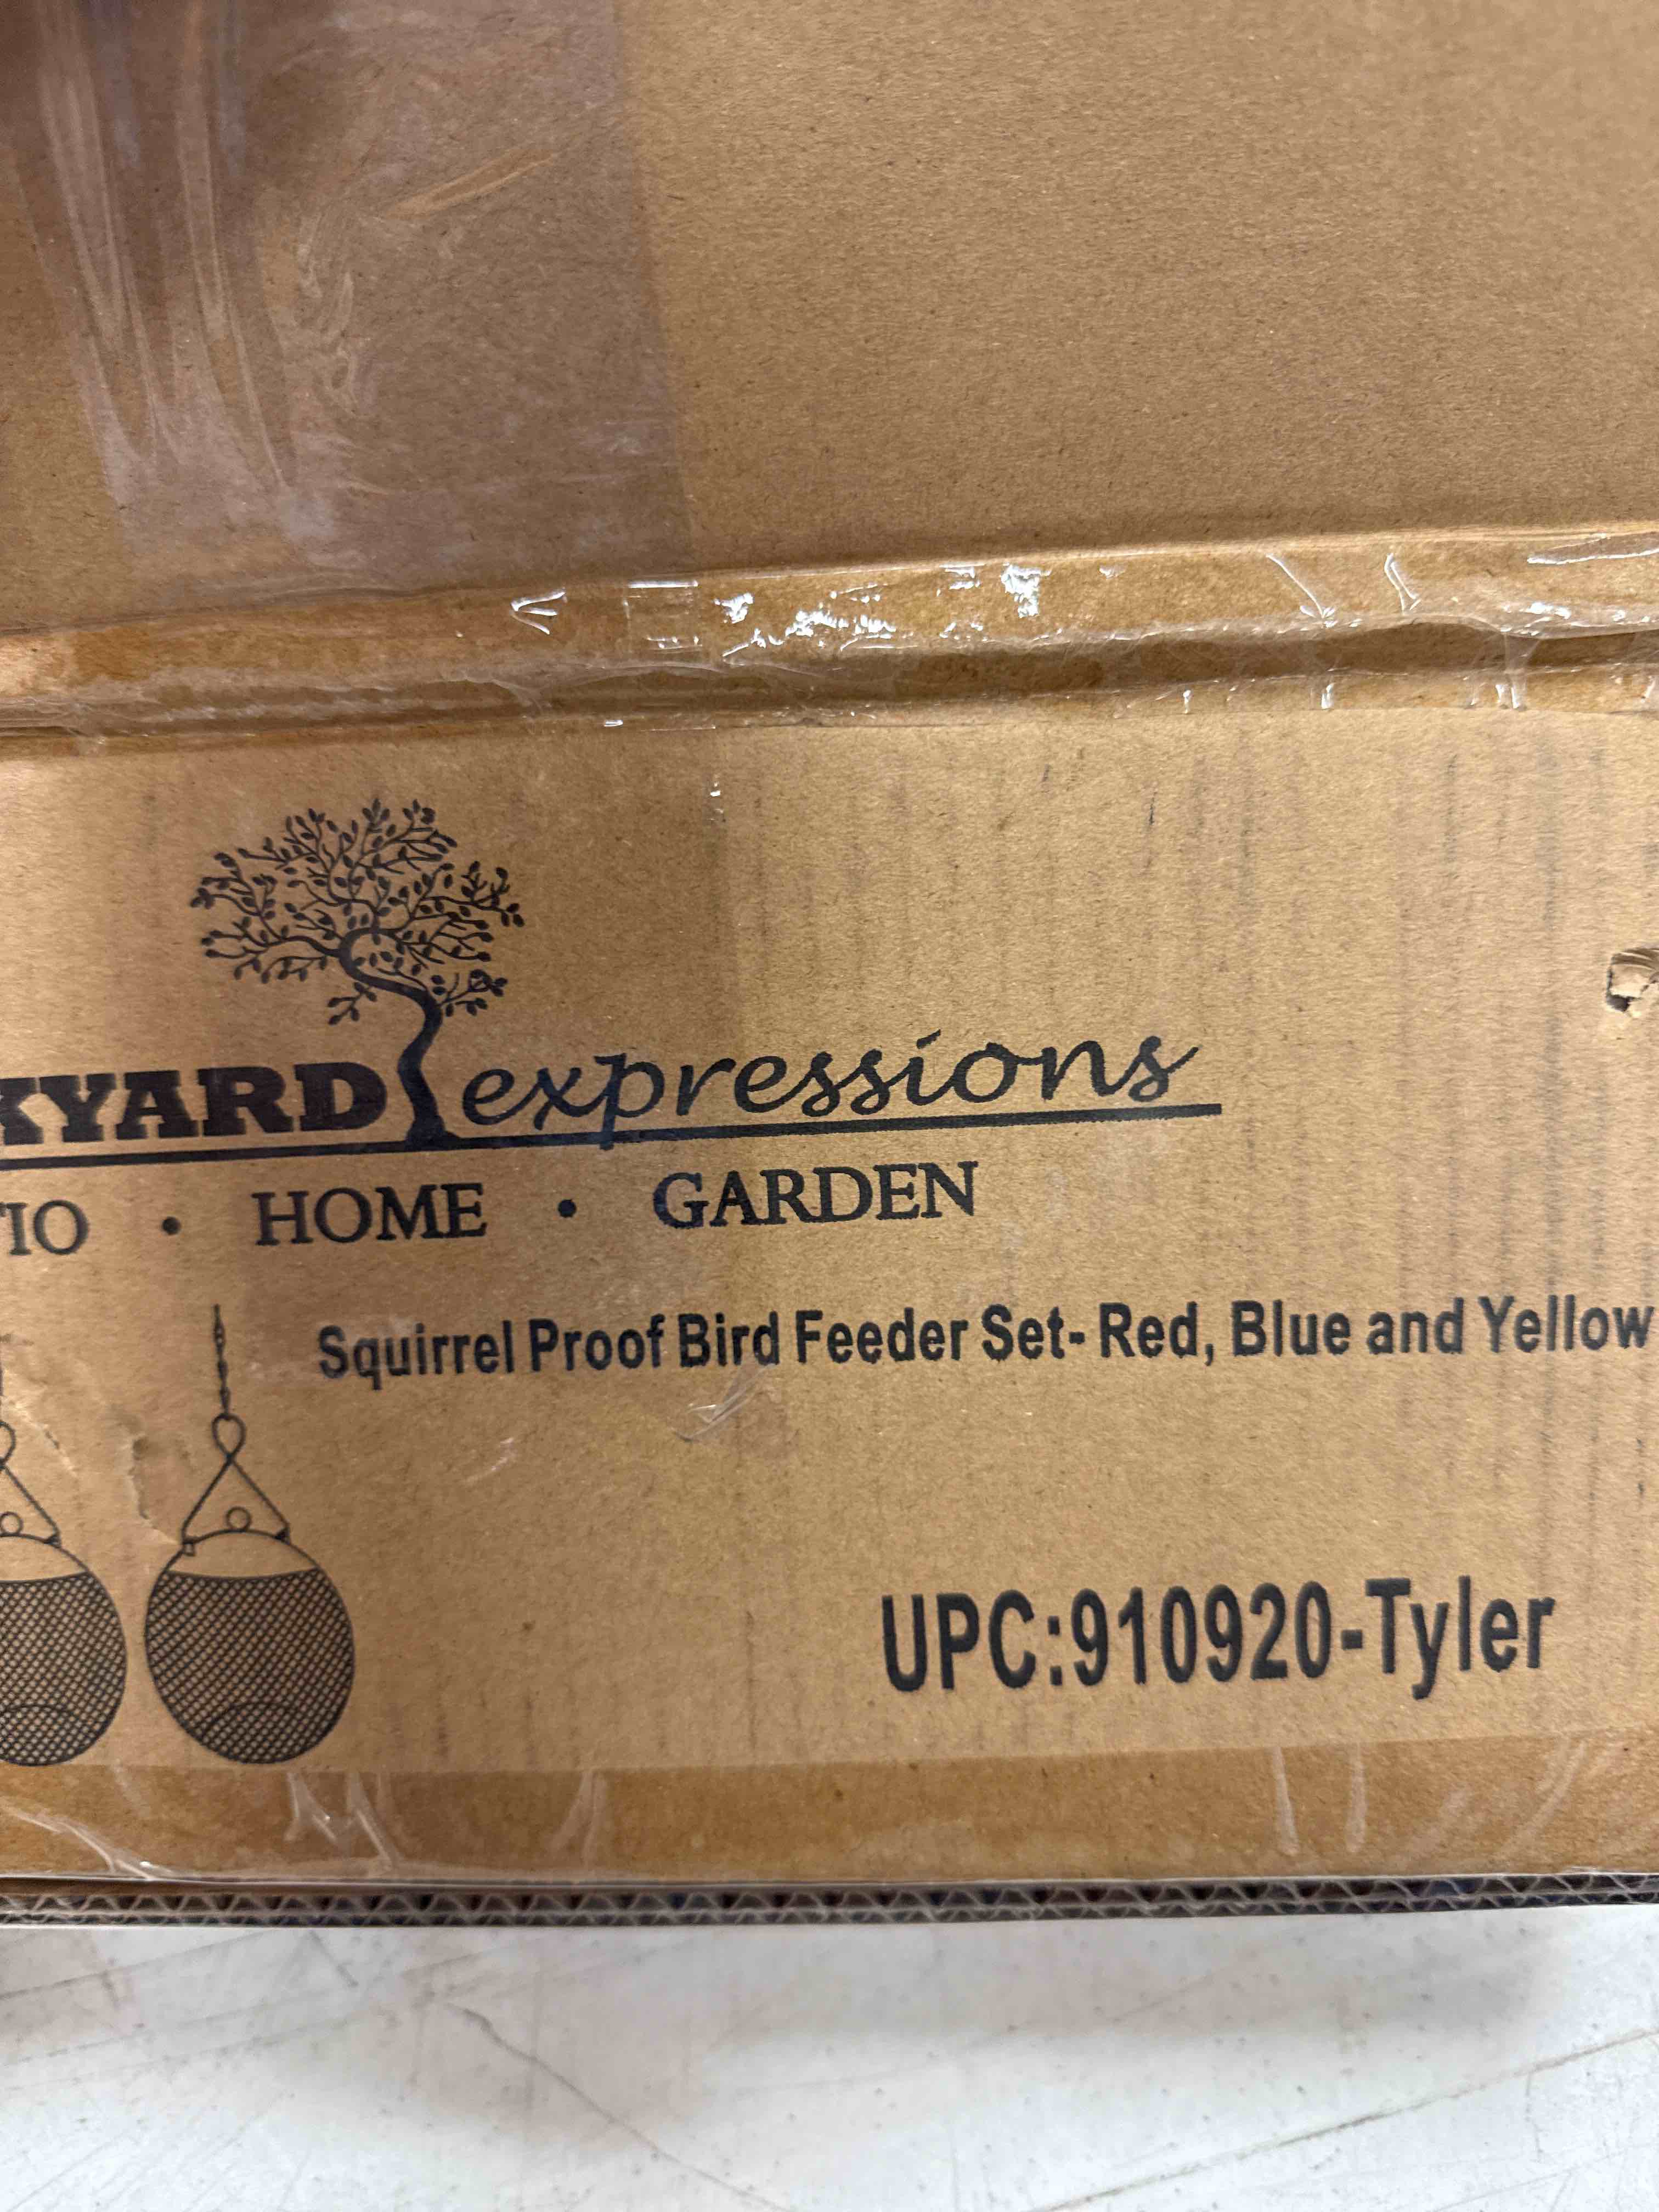 KYARD expressions
TIO • HOME • GARDEN
Squirrel Proof Bird Feeder Set- Red, Blue and Yellow
UPC:910920-Tyler